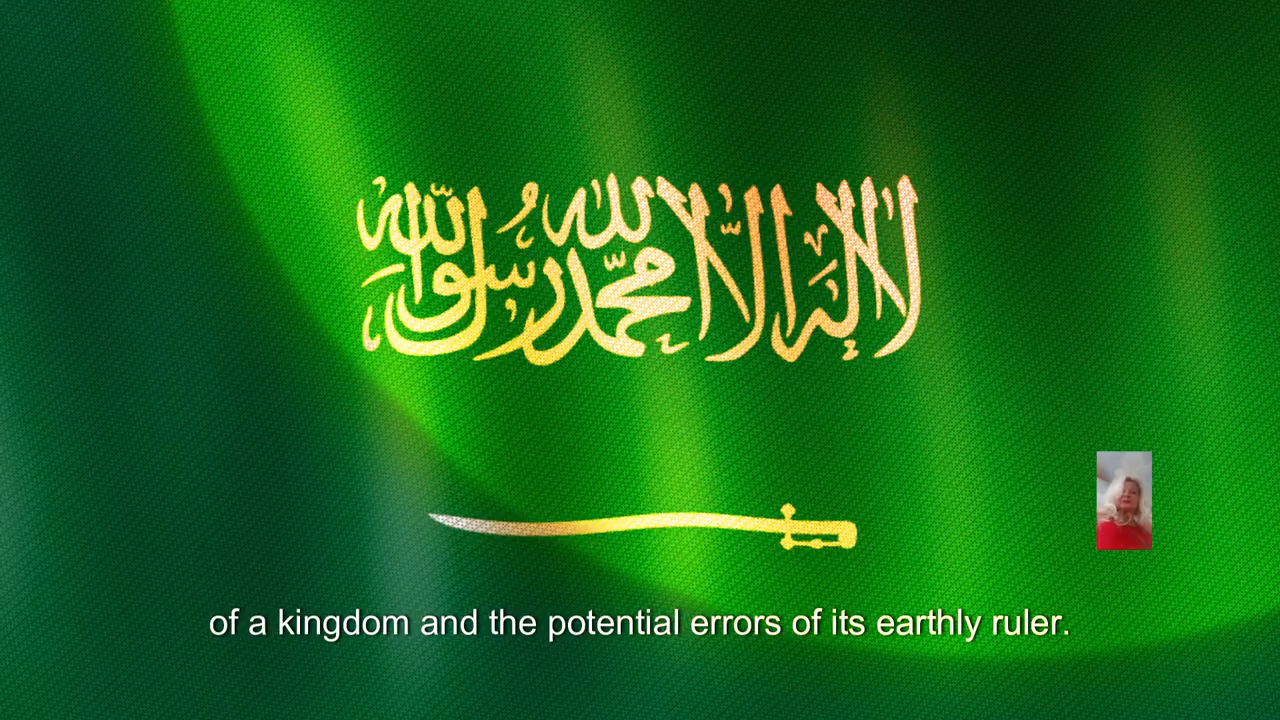 لا إله إلا الله محمد رسول الله
of a kingdom and the potential errors of its earthly ruler.